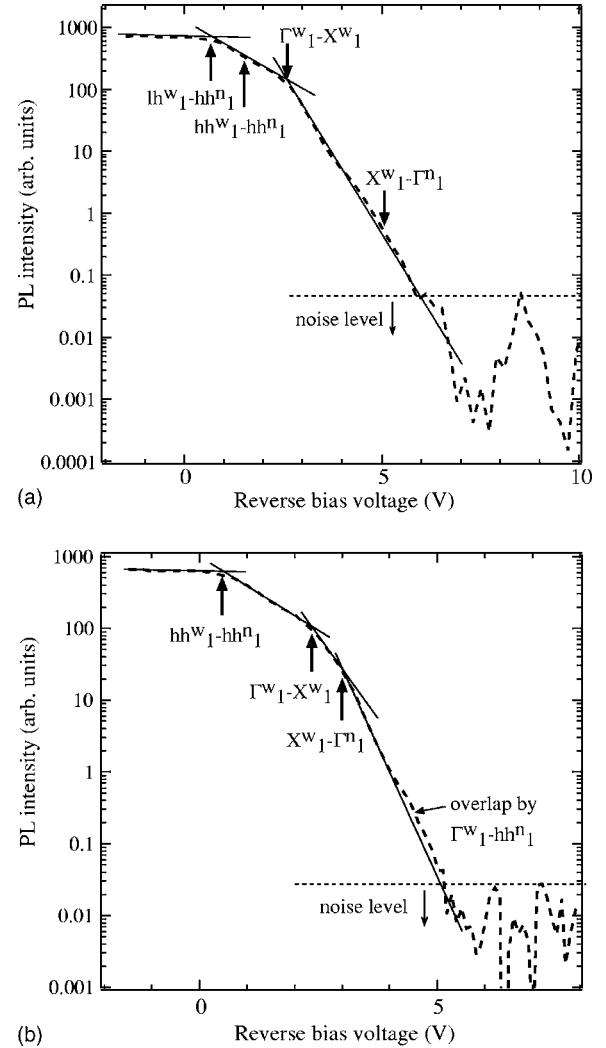 1000
100
10
1
0.1
0.01
0.001
0.0001
PL intensity (arb. units)
Γʷ₁-Xʷ₁
lhʷ₁-hhⁿ₁
hhʷ₁-hhⁿ₁
Xʷ₁-Γⁿ₁
noise level
0 5 10
Reverse bias voltage (V)
(a)
1000
100
10
1
0.1
0.01
0.001
PL intensity (arb. units)
hhʷ₁-hhⁿ₁
Γʷ₁-Xʷ₁
Xʷ₁-Γⁿ₁
overlap by
Γʷ₁-hhⁿ₁
noise level
0 5
Reverse bias voltage (V)
(b)